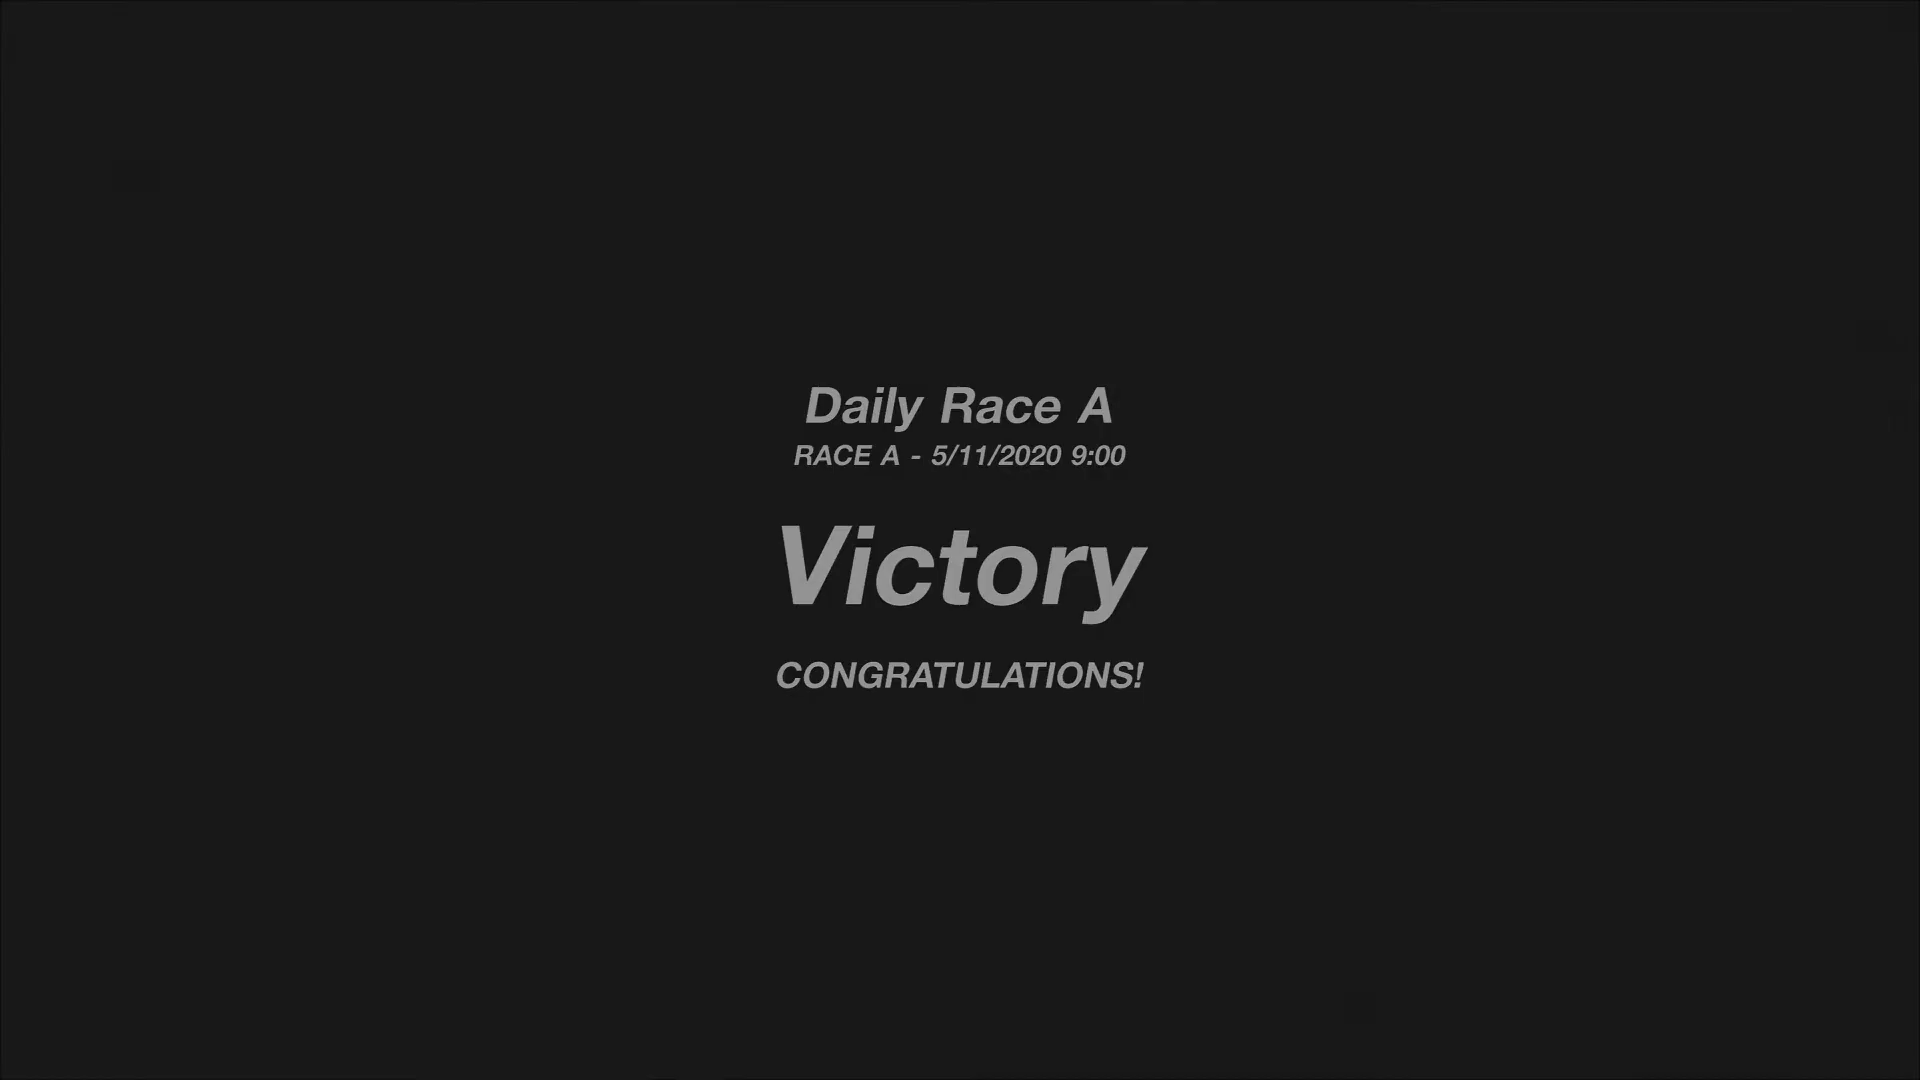 Daily Race A
RACE A - 5/11/2020 9:00
Victory
CONGRATULATIONS!